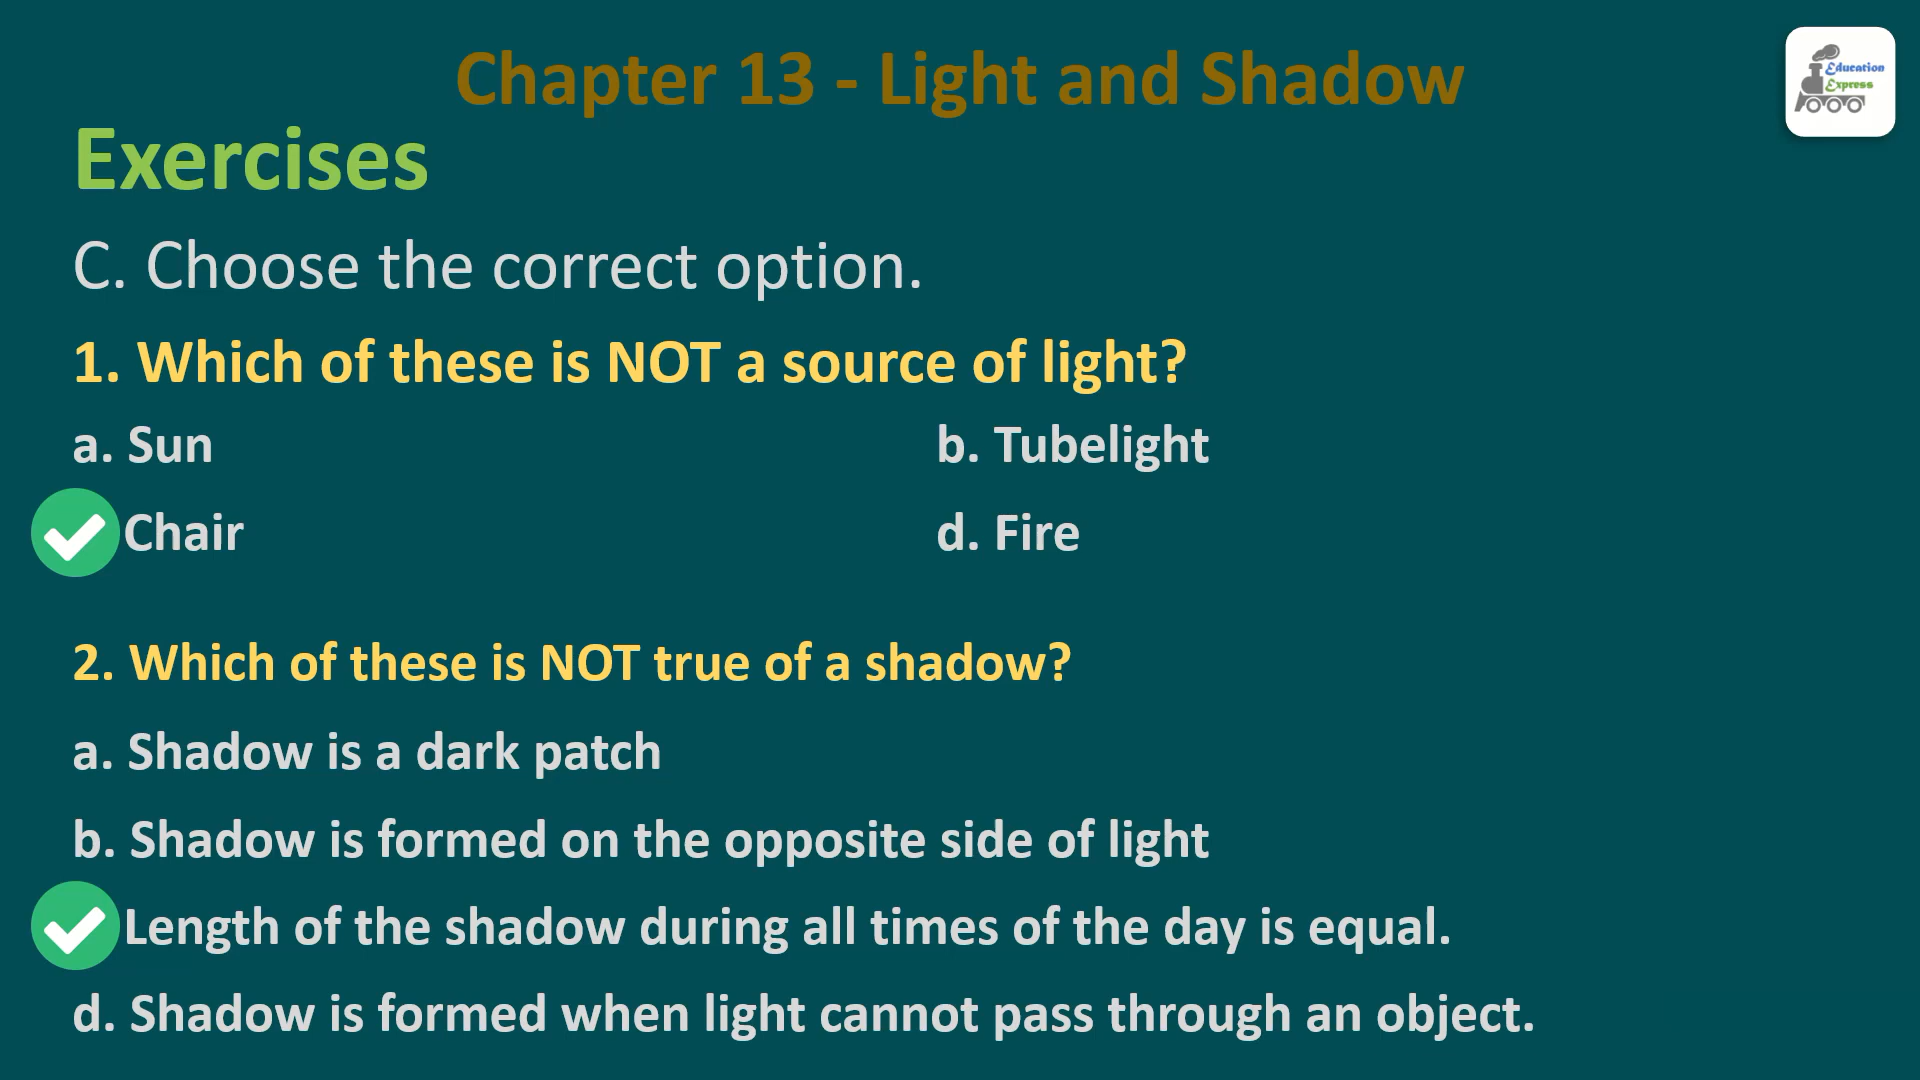 Chapter 13 - Light and Shadow
Education
Express
Exercises
C. Choose the correct option.
1. Which of these is NOT a source of light?
a. Sun
b. Tubelight
Chair
d. Fire
2. Which of these is NOT true of a shadow?
a. Shadow is a dark patch
b. Shadow is formed on the opposite side of light
Length of the shadow during all times of the day is equal.
d. Shadow is formed when light cannot pass through an object.